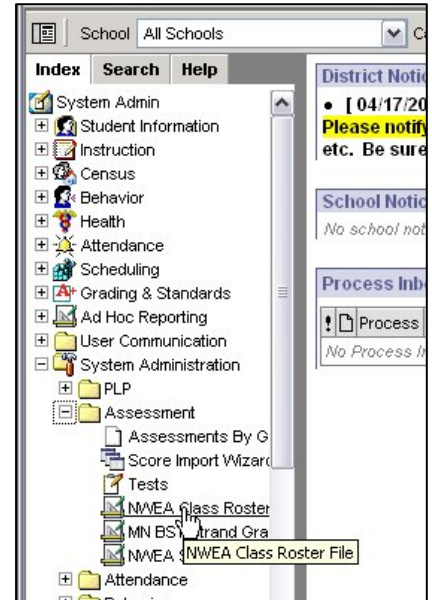 School All Schools Ca
Index Search Help
System Admin
Student Information
Instruction
Census
Behavior
Health
Attendance
Scheduling
A+ Grading & Standards
Ad Hoc Reporting
User Communication
System Administration
PLP
Assessment
Assessments By G
Score Import Wizard
Tests
NWEA Class Roster
MN BS Strand Gra
NWEA S
NWEA Class Roster File
Attendance
District Notic
• [ 04/17/20
Please notify
etc. Be sure
School Notic
No school not
Process Inb
! Process
No Process In